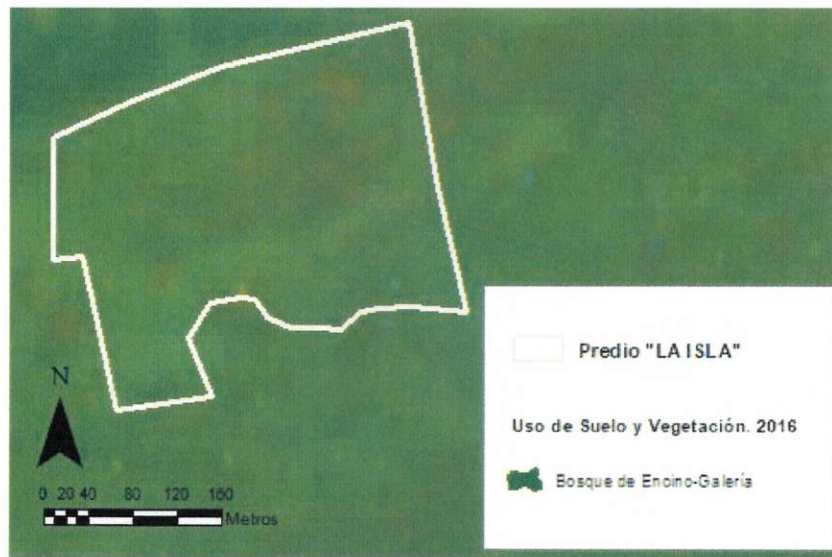 Predio "LA ISLA"
Uso de Suelo y Vegetación. 2016
Bosque de Encino-Galería
N
0 20 40 80 120 160
Metros